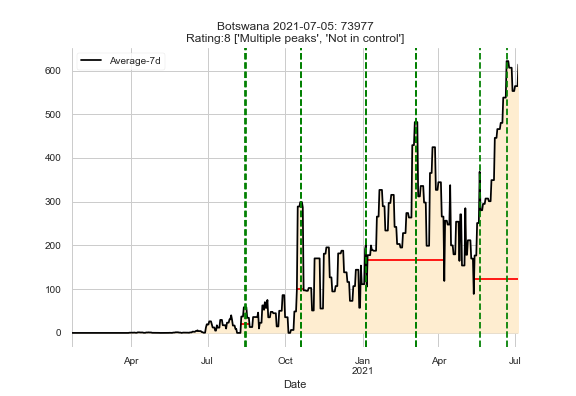 Botswana 2021-07-05: 73977
Rating:8 ['Multiple peaks', 'Not in control']
Average-7d
600
500
400
300
200
100
0
Apr Jul Oct Jan Apr Jul
2021
Date